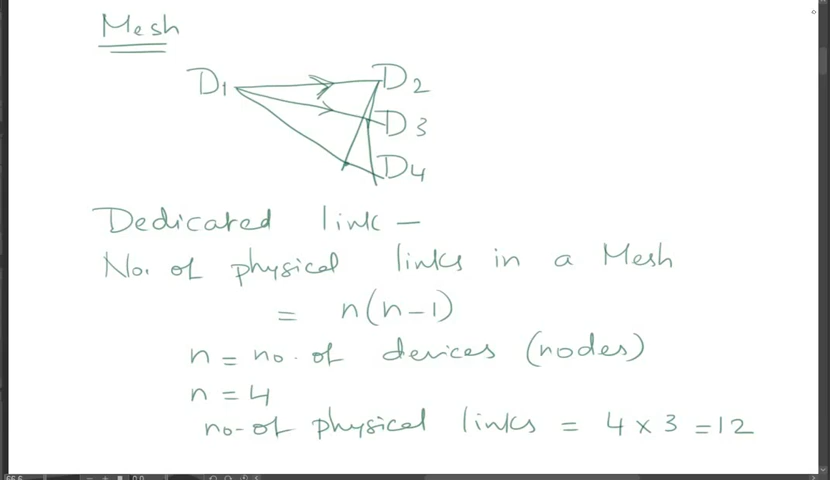 Mesh
D1 D2
D3
D4
Dedicated link -
No. of physical links in a Mesh
= n(n-1)
n = no. of devices (nodes)
n = 4
no. of physical links = 4 x 3 = 12